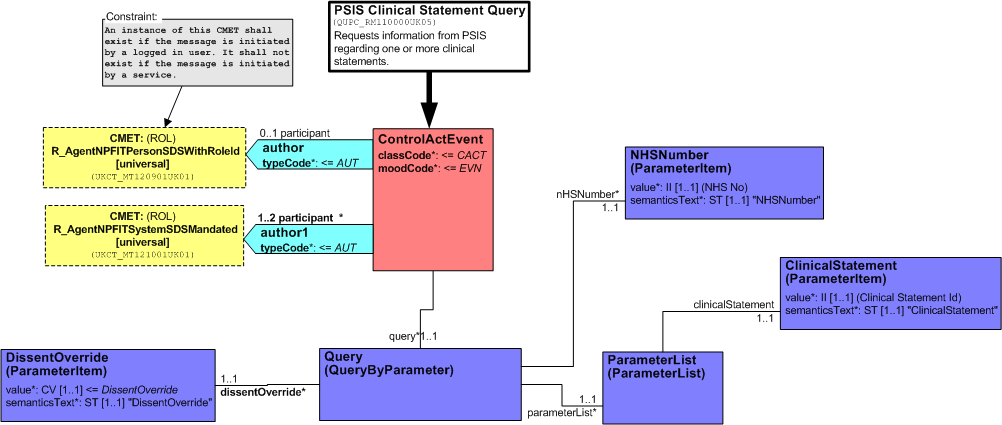 Constraint:
An instance of this CMET shall
exist if the message is initiated
by a logged in user. It shall not
exist if the message is initiated
by a service.
PSIS Clinical Statement Query
(QUPC_RM110000UK05)
Requests information from PSIS
regarding one or more clinical
statements.
CMET: (ROL)
R_AgentNPFITPersonSDSWithRoleId
[universal]
(UKCT_MT120901UK01)
0..1 participant
author
typeCode*: <= AUT
ControlActEvent
classCode*: <= CACT
moodCode*: <= EVN
CMET: (ROL)
R_AgentNPFITSystemSDSMandated
[universal]
(UKCT_MT121001UK01)
1..2 participant *
author1
typeCode*: <= AUT
NHSNumber
(ParameterItem)
value*: II [1..1] (NHS No)
semanticsText*: ST [1..1] "NHSNumber"
nHSNumber*
1..1
ClinicalStatement
(ParameterItem)
value*: II [1..1] (Clinical Statement Id)
semanticsText*: ST [1..1] "ClinicalStatement"
clinicalStatement
1..1
query*1..1
DissentOverride
(ParameterItem)
value*: CV [1..1] <= DissentOverride
semanticsText*: ST [1..1] "DissentOverride"
1..1
dissentOverride*
Query
(QueryByParameter)
1..1
parameterList*
ParameterList
(ParameterList)